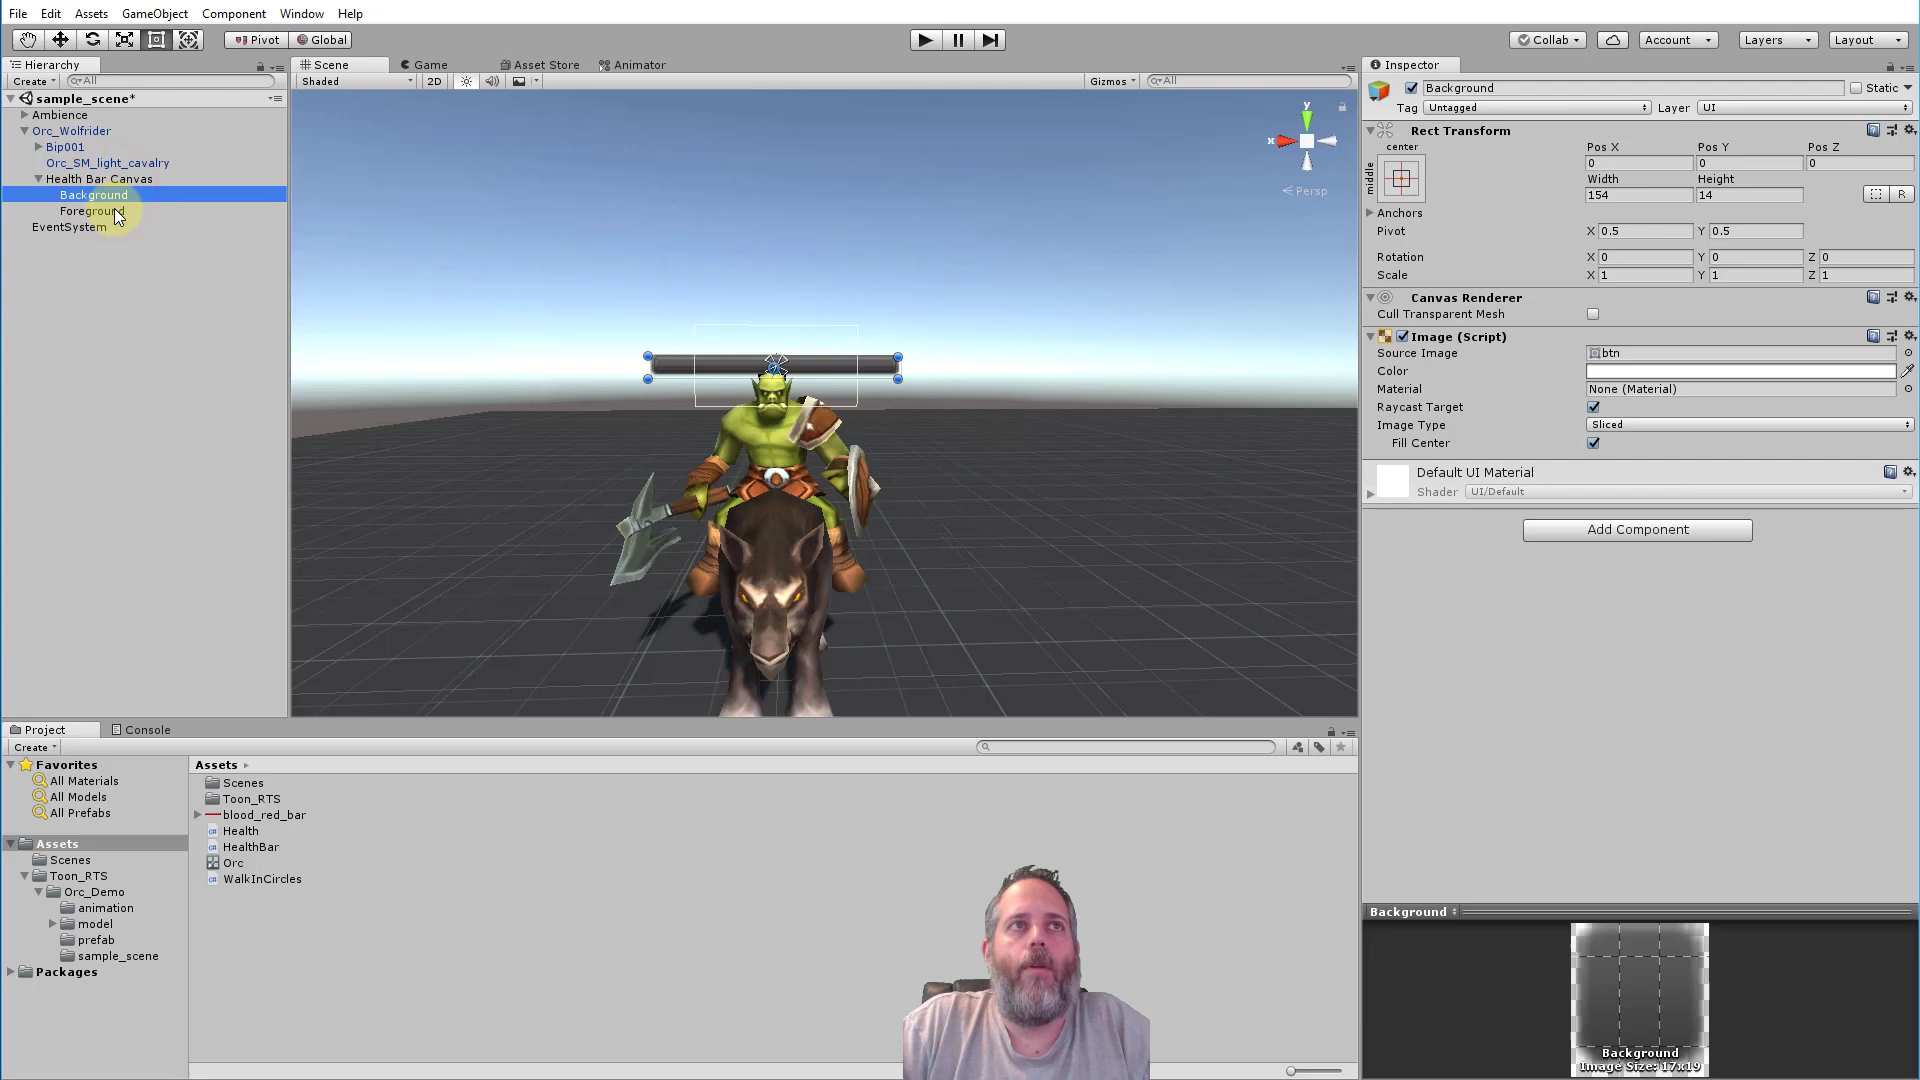 File Edit Assets GameObject Component Window Help
Pivot Global Collab Account Layers Layout
Hierarchy Scene Game Asset Store Animator Inspector
Create All Shaded 2D Gizmos All
sample_scene*
Ambience
Orc_Wolfrider
Bip001
Orc_SM_light_cavalry
Health Bar Canvas
Background
Foreground
EventSystem
y
x
Persp
Background Static
Tag Untagged Layer UI
Rect Transform
center Pos X Pos Y Pos Z
middle 0 0 0
Width Height
154 14 R
Anchors
Pivot X 0.5 Y 0.5
Rotation X 0 Y 0 Z 0
Scale X 1 Y 1 Z 1
Canvas Renderer
Cull Transparent Mesh
Image (Script)
Source Image btn
Color
Material None (Material)
Raycast Target
Image Type Sliced
Fill Center
Default UI Material
Shader UI/Default
Add Component
Project Console
Create
Favorites
All Materials
All Models
All Prefabs
Assets
Scenes
Toon_RTS
Orc_Demo
animation
model
prefab
sample_scene
Packages
Assets
Scenes
Toon_RTS
blood_red_bar
Health
HealthBar
Orc
WalkInCircles
Background
Background
Image Size: 17x19